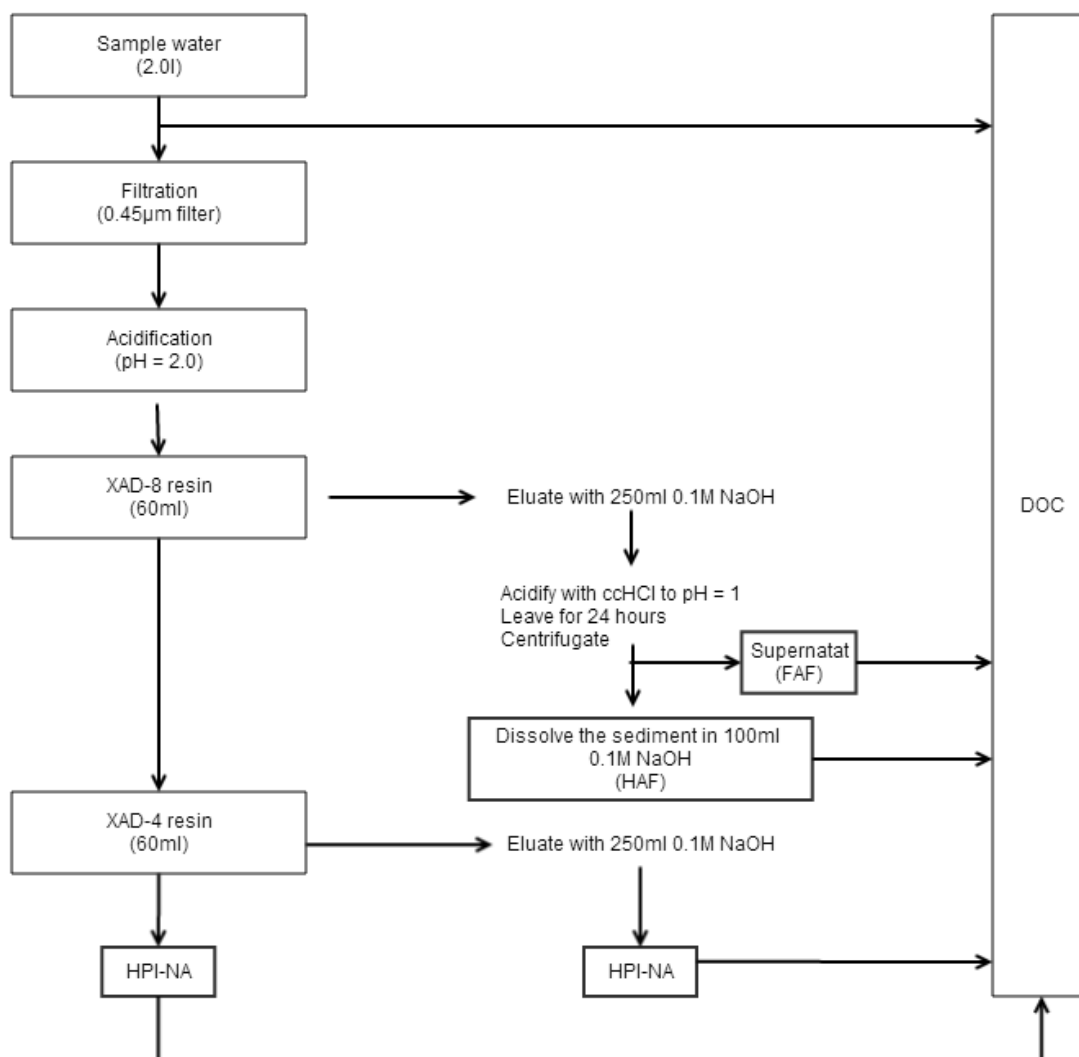 Sample water
(2.0l)
Filtration
(0.45µm filter)
Acidification
(pH = 2.0)
XAD-8 resin
(60ml)
Eluate with 250ml 0.1M NaOH
DOC
Acidify with ccHCl to pH = 1
Leave for 24 hours
Centrifugate
Supernatat
(FAF)
Dissolve the sediment in 100ml
0.1M NaOH
(HAF)
XAD-4 resin
(60ml)
Eluate with 250ml 0.1M NaOH
HPI-NA
HPI-NA